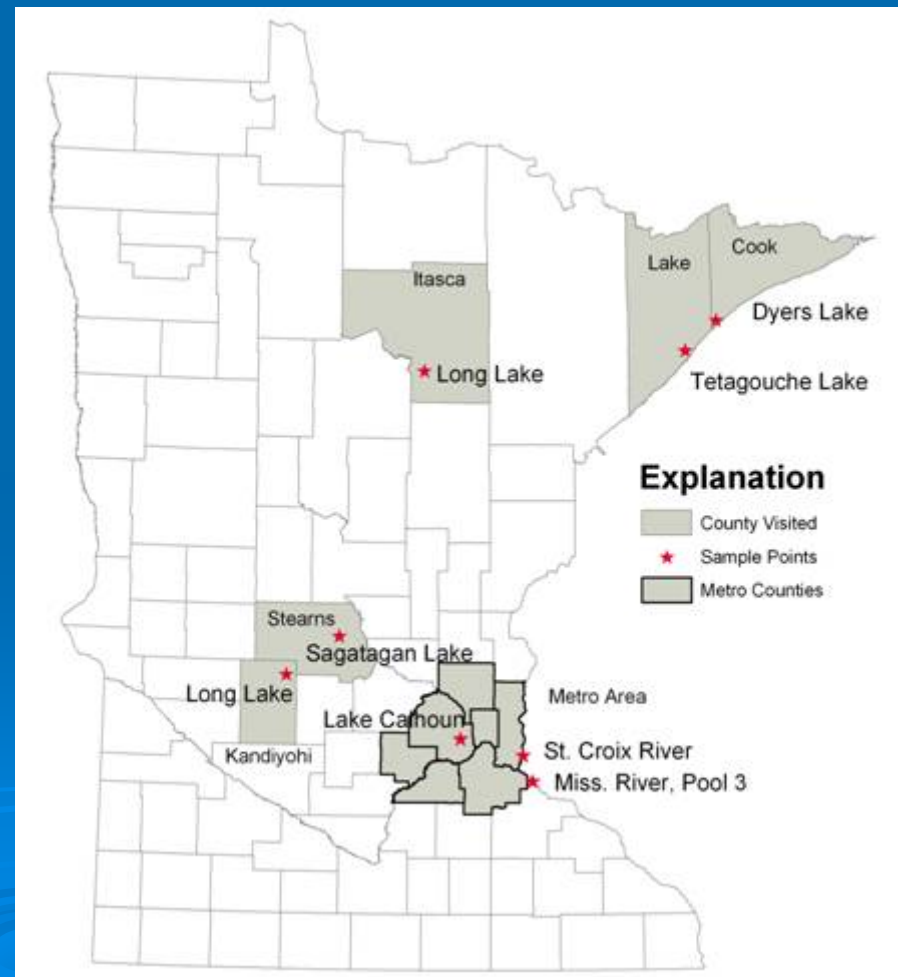 Cook
Lake
Itasca
Dyers Lake
Long Lake
Tetagouche Lake
Explanation
County Visited
Sample Points
Metro Counties
Stearns
Sagatagan Lake
Long Lake
Metro Area
Lake Calhoun
Kandiyohi
St. Croix River
Miss. River, Pool 3